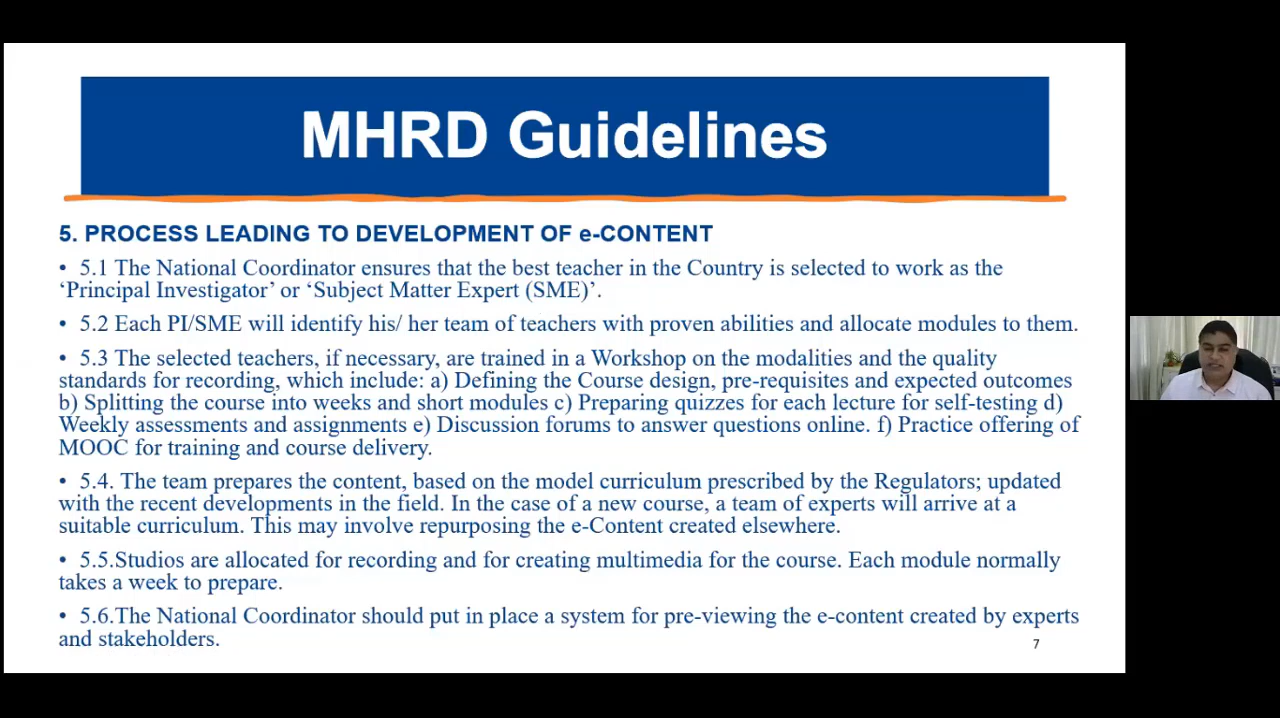 MHRD Guidelines
5. PROCESS LEADING TO DEVELOPMENT OF e-CONTENT
• 5.1 The National Coordinator ensures that the best teacher in the Country is selected to work as the
‘Principal Investigator’ or ‘Subject Matter Expert (SME)’.
• 5.2 Each PI/SME will identify his/ her team of teachers with proven abilities and allocate modules to them.
• 5.3 The selected teachers, if necessary, are trained in a Workshop on the modalities and the quality
standards for recording, which include: a) Defining the Course design, pre-requisites and expected outcomes
b) Splitting the course into weeks and short modules c) Preparing quizzes for each lecture for self-testing d)
Weekly assessments and assignments e) Discussion forums to answer questions online. f) Practice offering of
MOOC for training and course delivery.
• 5.4. The team prepares the content, based on the model curriculum prescribed by the Regulators; updated
with the recent developments in the field. In the case of a new course, a team of experts will arrive at a
suitable curriculum. This may involve repurposing the e-Content created elsewhere.
• 5.5.Studios are allocated for recording and for creating multimedia for the course. Each module normally
takes a week to prepare.
• 5.6.The National Coordinator should put in place a system for pre-viewing the e-content created by experts
and stakeholders.
7